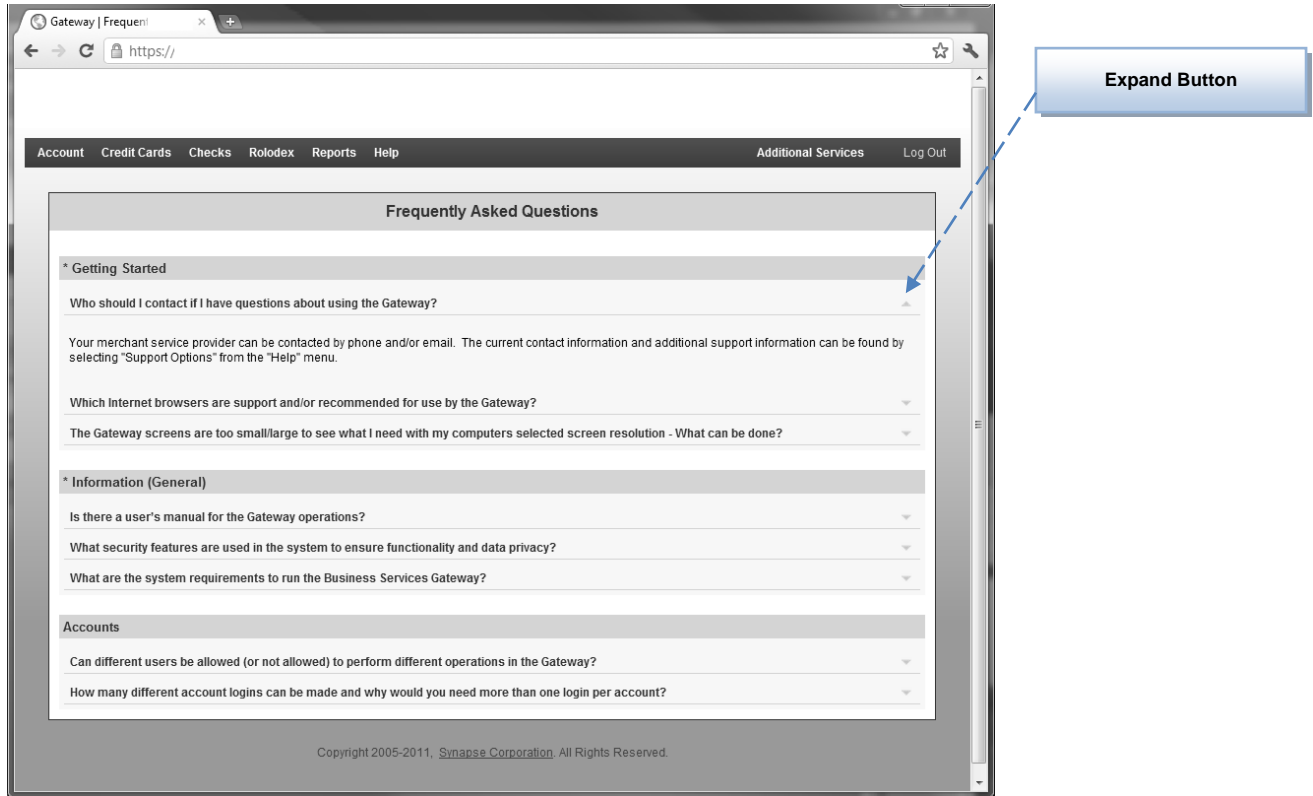 Gateway | Frequent
https://
Expand Button
Account Credit Cards Checks Rolodex Reports Help Additional Services Log Out
Frequently Asked Questions
* Getting Started
Who should I contact if I have questions about using the Gateway?
Your merchant service provider can be contacted by phone and/or email. The current contact information and additional support information can be found by
selecting "Support Options" from the "Help" menu.
Which Internet browsers are support and/or recommended for use by the Gateway?
The Gateway screens are too small/large to see what I need with my computers selected screen resolution - What can be done?
* Information (General)
Is there a user's manual for the Gateway operations?
What security features are used in the system to ensure functionality and data privacy?
What are the system requirements to run the Business Services Gateway?
Accounts
Can different users be allowed (or not allowed) to perform different operations in the Gateway?
How many different account logins can be made and why would you need more than one login per account?
Copyright 2005-2011, Synapse Corporation. All Rights Reserved.